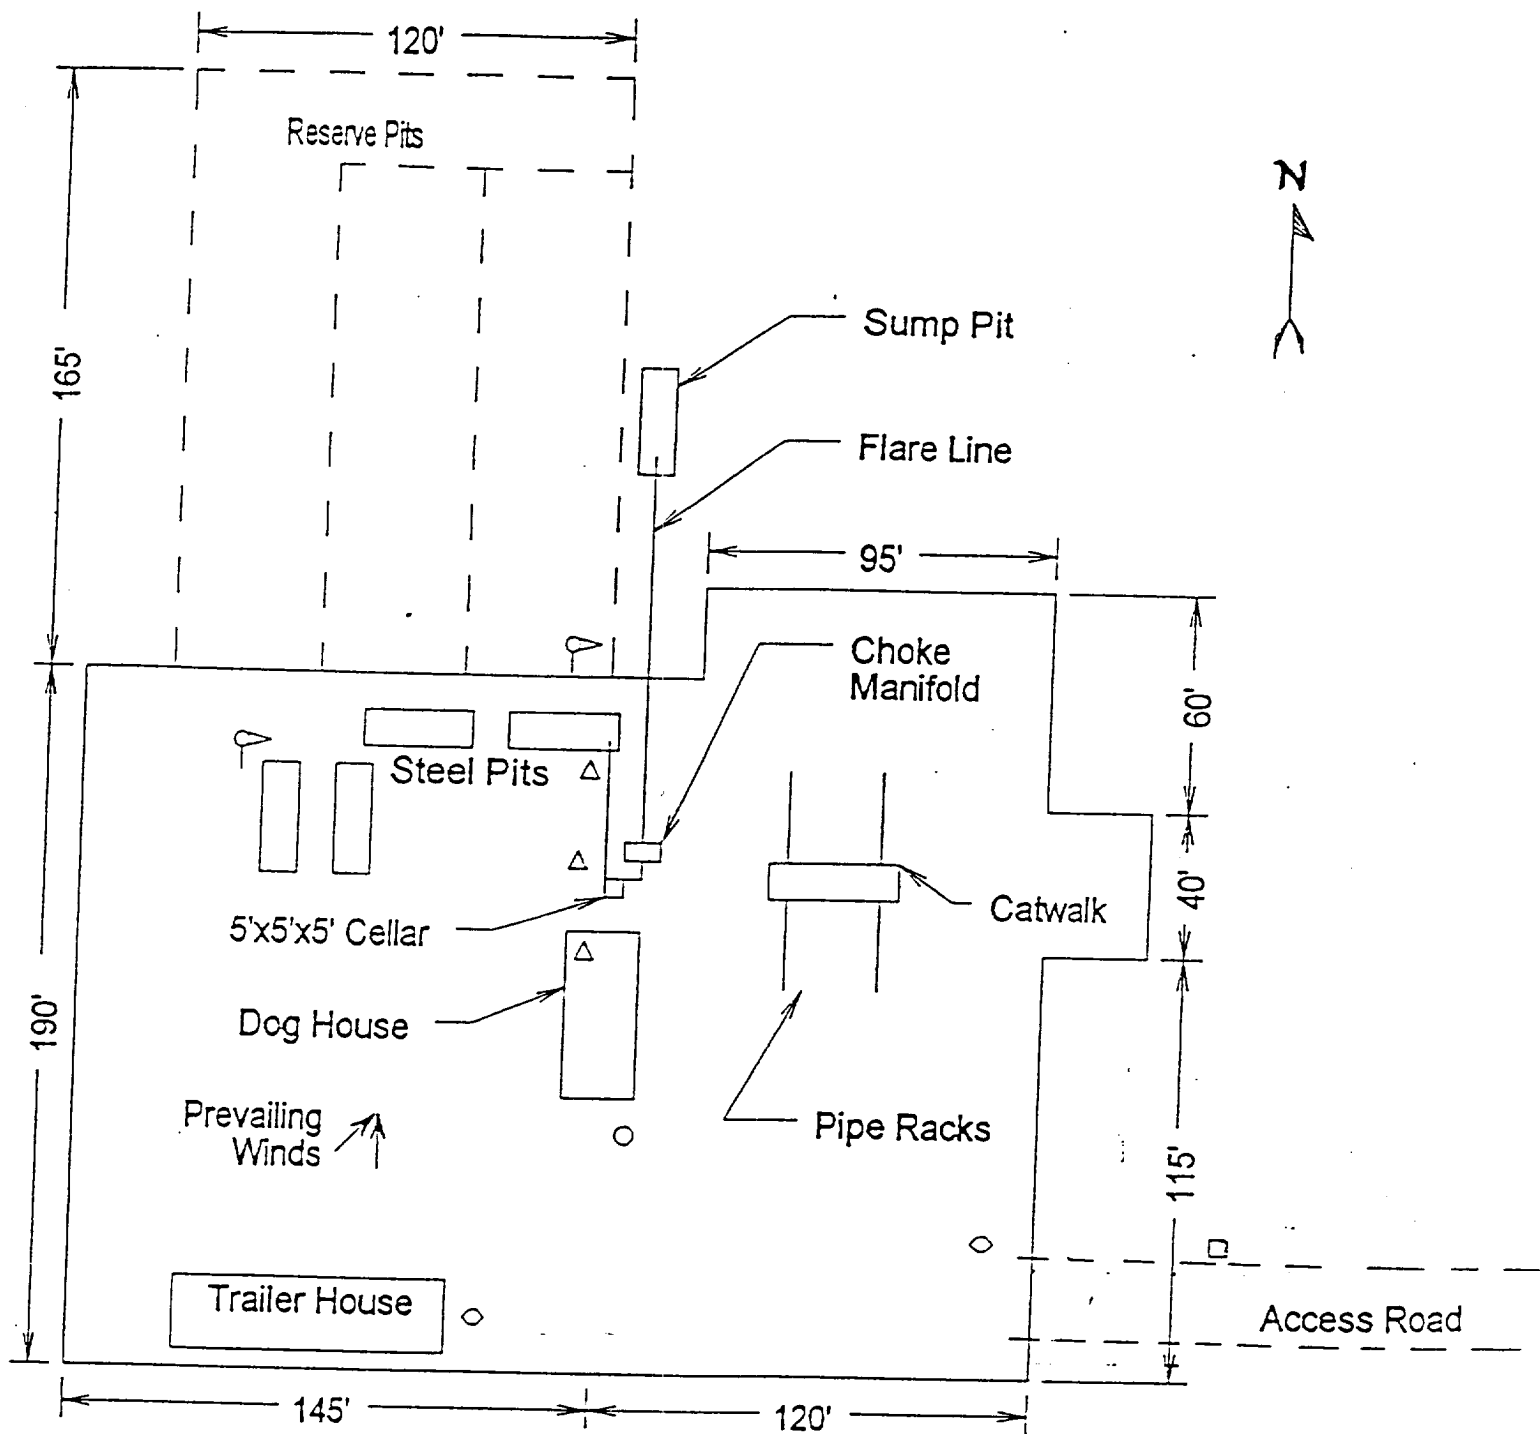 120'
Reserve Pits
N
165'
Sump Pit
Flare Line
95'
Choke
Manifold
60'
Steel Pits
40'
Catwalk
5'x5'x5' Cellar
190'
Dog House
Prevailing
Winds
Pipe Racks
115'
Trailer House
Access Road
145'
120'